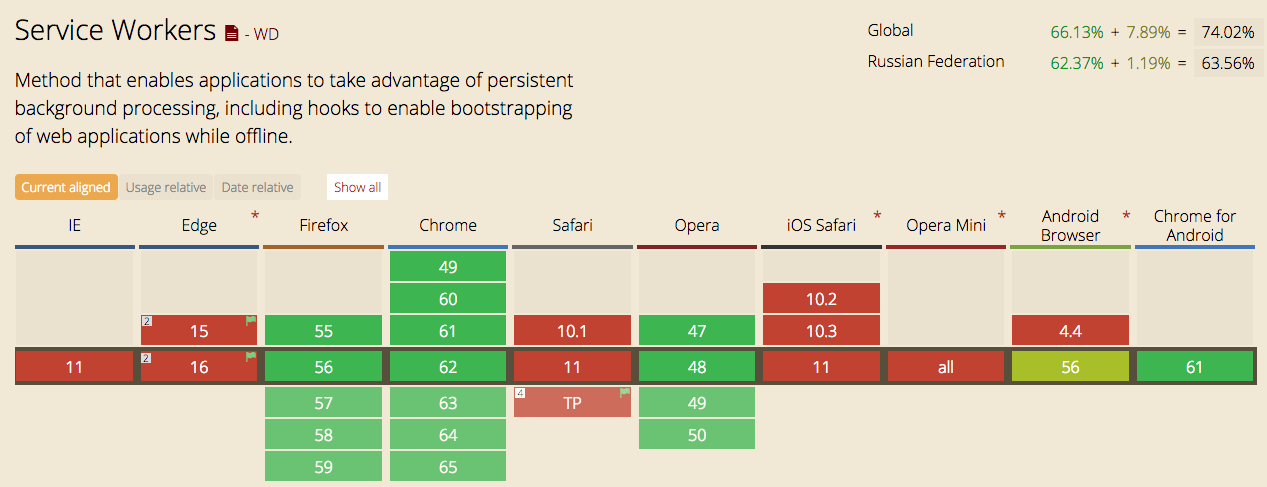 Service Workers - WD
Global 66.13% + 7.89% = 74.02%
Russian Federation 62.37% + 1.19% = 63.56%
Method that enables applications to take advantage of persistent
background processing, including hooks to enable bootstrapping
of web applications while offline.
Current aligned Usage relative Date relative Show all
IE Edge * Firefox Chrome Safari Opera iOS Safari * Opera Mini * Android Browser * Chrome for Android
49
60 10.2
2 15 55 61 10.1 47 10.3 4.4
11 2 16 56 62 11 48 11 all 56 61
57 63 4 TP 49
58 64 50
59 65